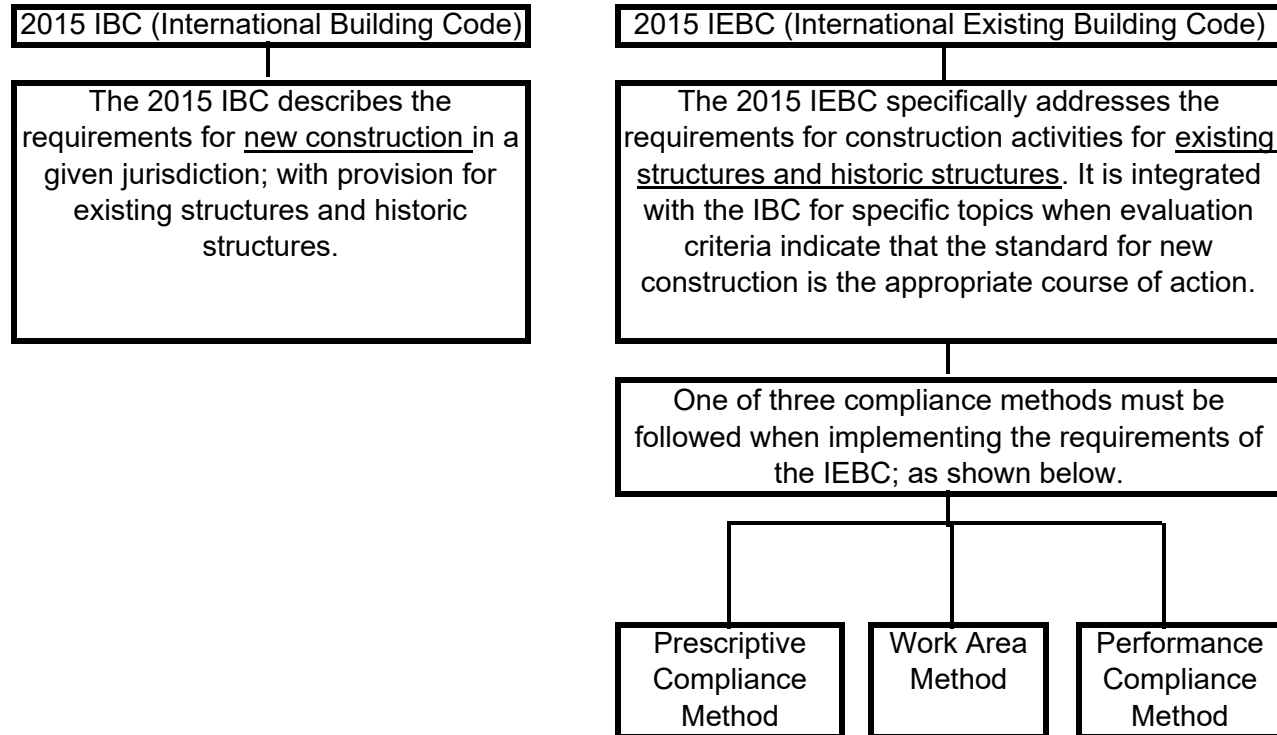 2015 IBC (International Building Code)
The 2015 IBC describes the
requirements for new construction in a
given jurisdiction; with provision for
existing structures and historic
structures.
2015 IEBC (International Existing Building Code)
The 2015 IEBC specifically addresses the
requirements for construction activities for existing
structures and historic structures. It is integrated
with the IBC for specific topics when evaluation
criteria indicate that the standard for new
construction is the appropriate course of action.
One of three compliance methods must be
followed when implementing the requirements of
the IEBC; as shown below.
Prescriptive
Compliance
Method
Work Area
Method
Performance
Compliance
Method